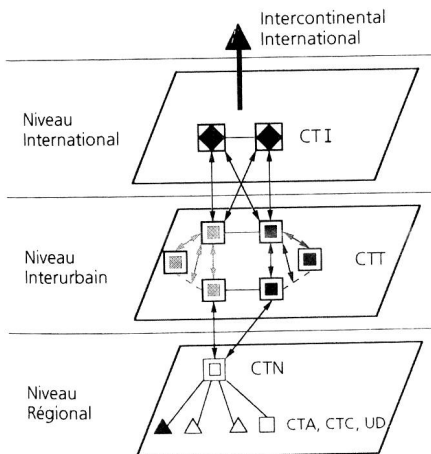 Intercontinental
International
Niveau
International
CTI
Niveau
Interurbain
CTT
CTN
Niveau
Régional
CTA, CTC, UD